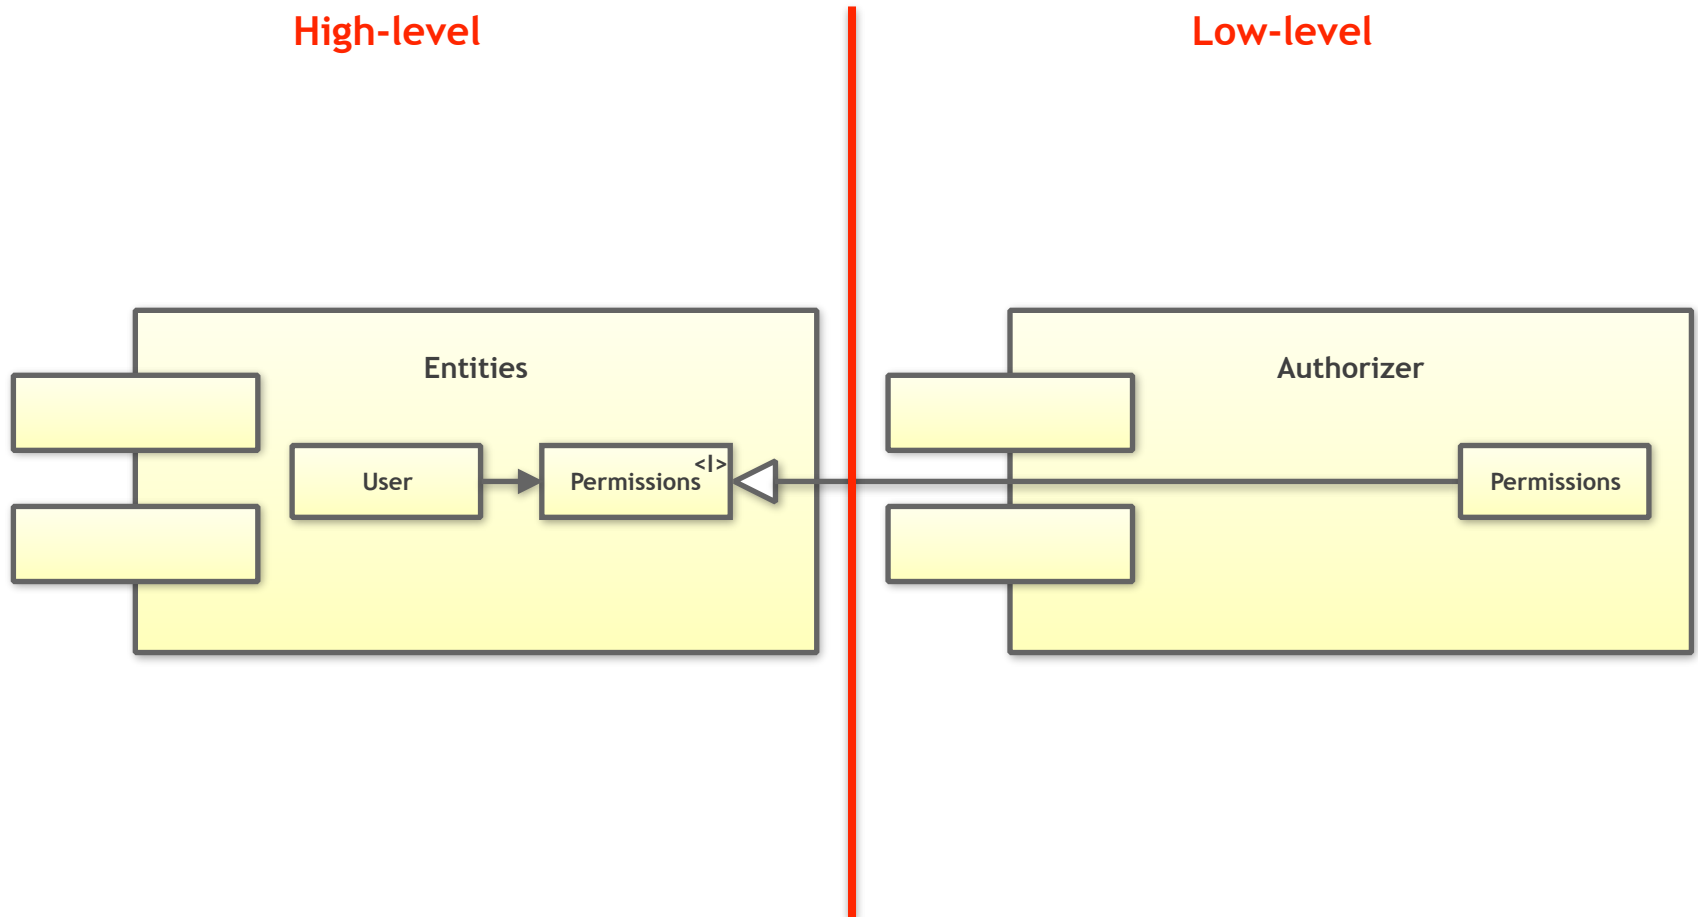 High-level
Low-level
Entities
User
Permissions
<I>
Authorizer
Permissions